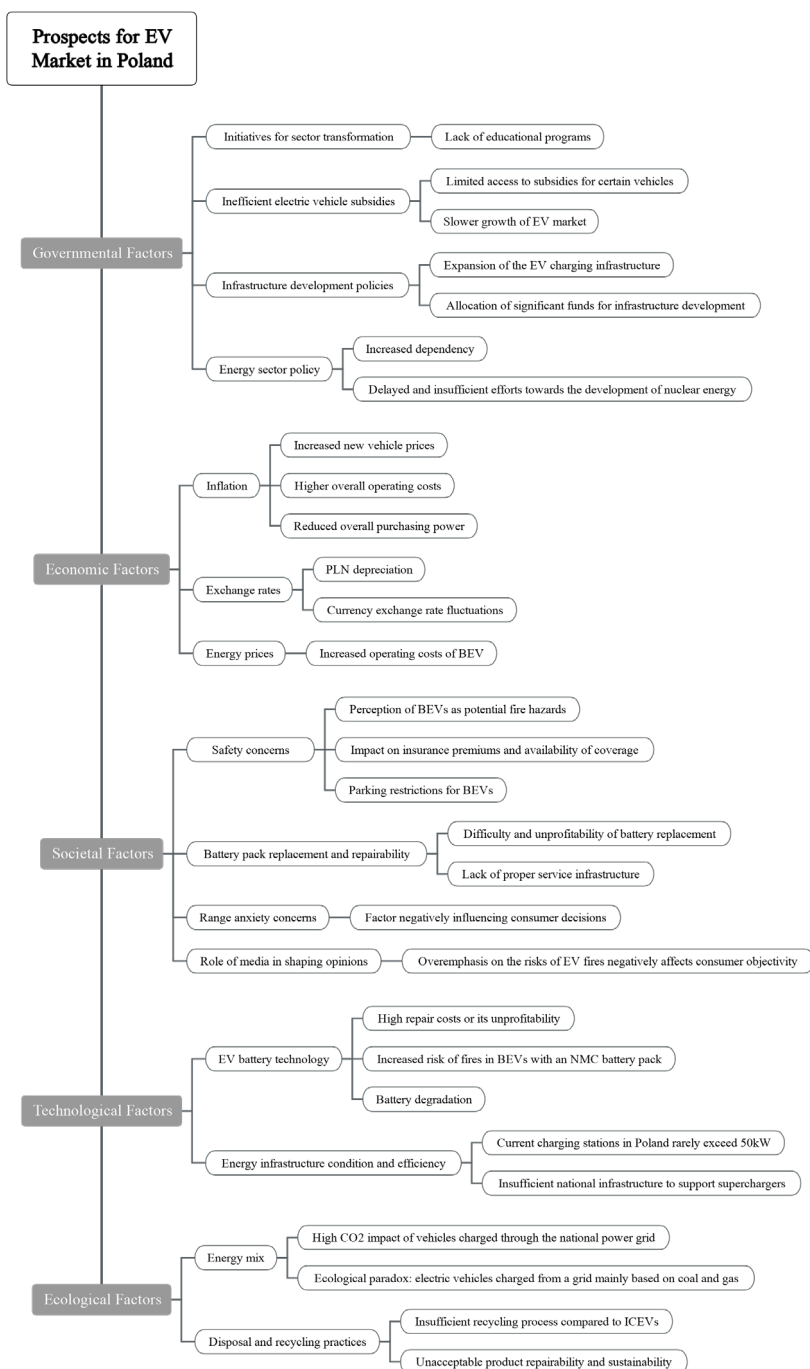 Prospects for EV
Market in Poland
Governmental Factors
Initiatives for sector transformation
Lack of educational programs
Inefficient electric vehicle subsidies
Limited access to subsidies for certain vehicles
Slower growth of EV market
Infrastructure development policies
Expansion of the EV charging infrastructure
Allocation of significant funds for infrastructure development
Energy sector policy
Increased dependency
Delayed and insufficient efforts towards the development of nuclear energy
Economic Factors
Inflation
Increased new vehicle prices
Higher overall operating costs
Reduced overall purchasing power
Exchange rates
PLN depreciation
Currency exchange rate fluctuations
Energy prices
Increased operating costs of BEV
Societal Factors
Safety concerns
Perception of BEVs as potential fire hazards
Impact on insurance premiums and availability of coverage
Parking restrictions for BEVs
Battery pack replacement and repairability
Difficulty and unprofitability of battery replacement
Lack of proper service infrastructure
Range anxiety concerns
Factor negatively influencing consumer decisions
Role of media in shaping opinions
Overemphasis on the risks of EV fires negatively affects consumer objectivity
Technological Factors
EV battery technology
High repair costs or its unprofitability
Increased risk of fires in BEVs with an NMC battery pack
Battery degradation
Energy infrastructure condition and efficiency
Current charging stations in Poland rarely exceed 50kW
Insufficient national infrastructure to support superchargers
Ecological Factors
Energy mix
High CO2 impact of vehicles charged through the national power grid
Ecological paradox: electric vehicles charged from a grid mainly based on coal and gas
Disposal and recycling practices
Insufficient recycling process compared to ICEVs
Unacceptable product repairability and sustainability